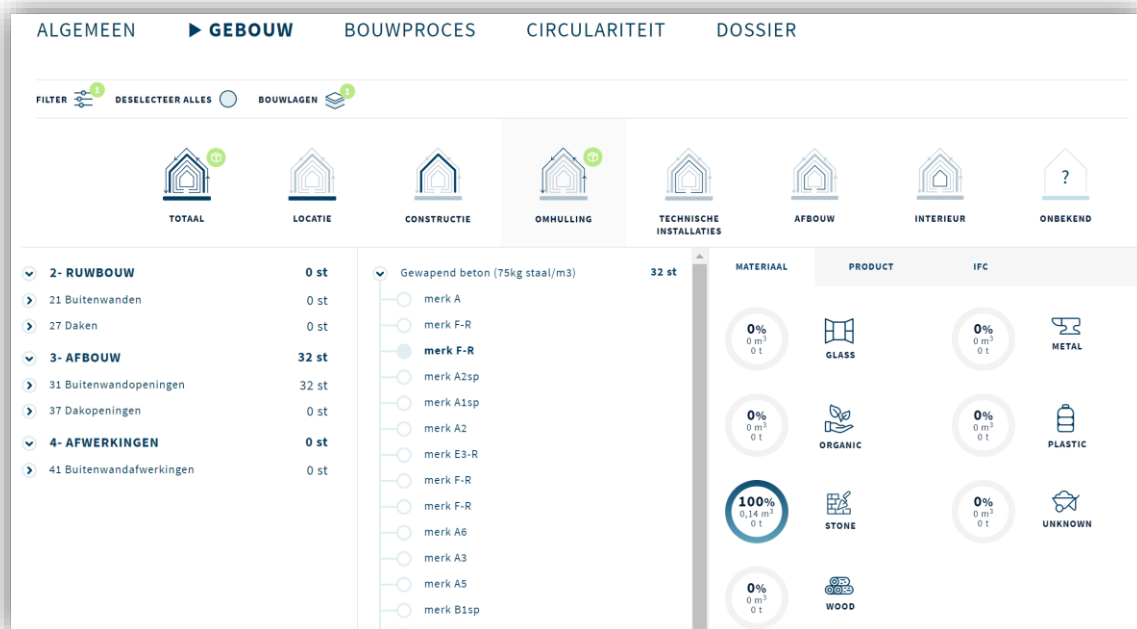 ALGEMEEN ▶ GEBOUW BOUWPROCES CIRCULARITEIT DOSSIER
FILTER 1 DESELECTEER ALLES BOUWLAGEN 1
?
TOTAAL LOCATIE CONSTRUCTIE OMHULLING TECHNISCHE INSTALLATIES AFBOUW INTERIEUR ONBEKEND
2- RUWBOUW 0 st
21 Buitenwanden 0 st
27 Daken 0 st
3- AFBOUW 32 st
31 Buitenwandopeningen 32 st
37 Dakopeningen 0 st
4- AFWERKINGEN 0 st
41 Buitenwandafwerkingen 0 st
Gewapend beton (75kg staal/m3) 32 st
merk A
merk F-R
merk F-R
merk A2sp
merk A1sp
merk A2
merk E3-R
merk F-R
merk F-R
merk A6
merk A3
merk A5
merk B1sp
MATERIAAL PRODUCT IFC
0%
0 m³
0 t
GLASS
0%
0 m³
0 t
METAL
0%
0 m³
0 t
ORGANIC
0%
0 m³
0 t
PLASTIC
100%
0,14 m³
0 t
STONE
0%
0 m³
0 t
UNKNOWN
0%
0 m³
0 t
WOOD